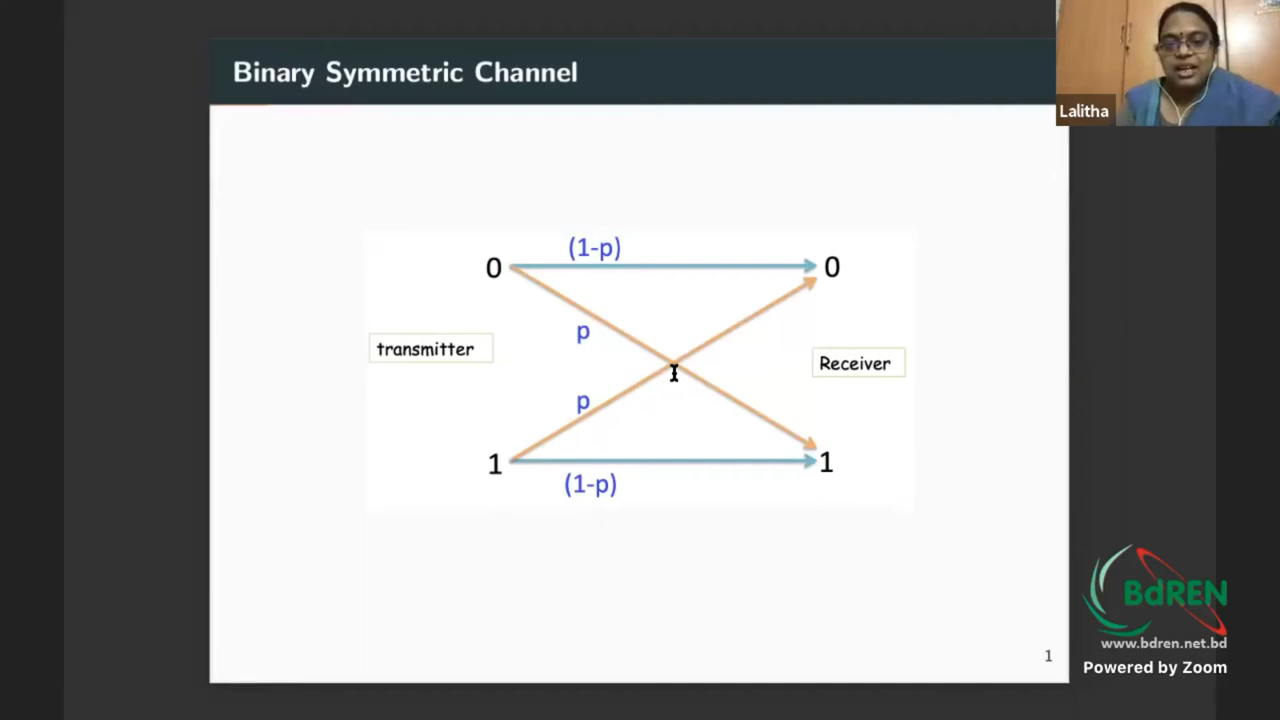 Binary Symmetric Channel
Lalitha
(1-p)
0
0
p
transmitter
Receiver
p
1
1
(1-p)
BdREN
www.bdren.net.bd
1
Powered by Zoom